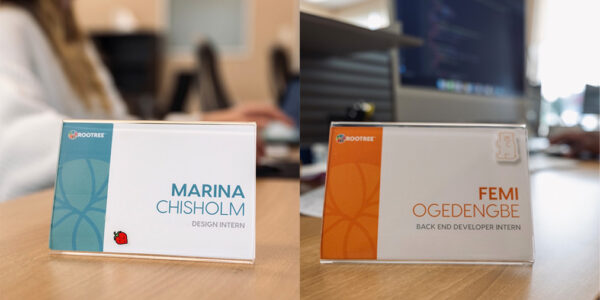 ROOTREE
MARINA
CHISHOLM
DESIGN INTERN
ROOTREE
FEMI
OGEDENGBE
BACK END DEVELOPER INTERN